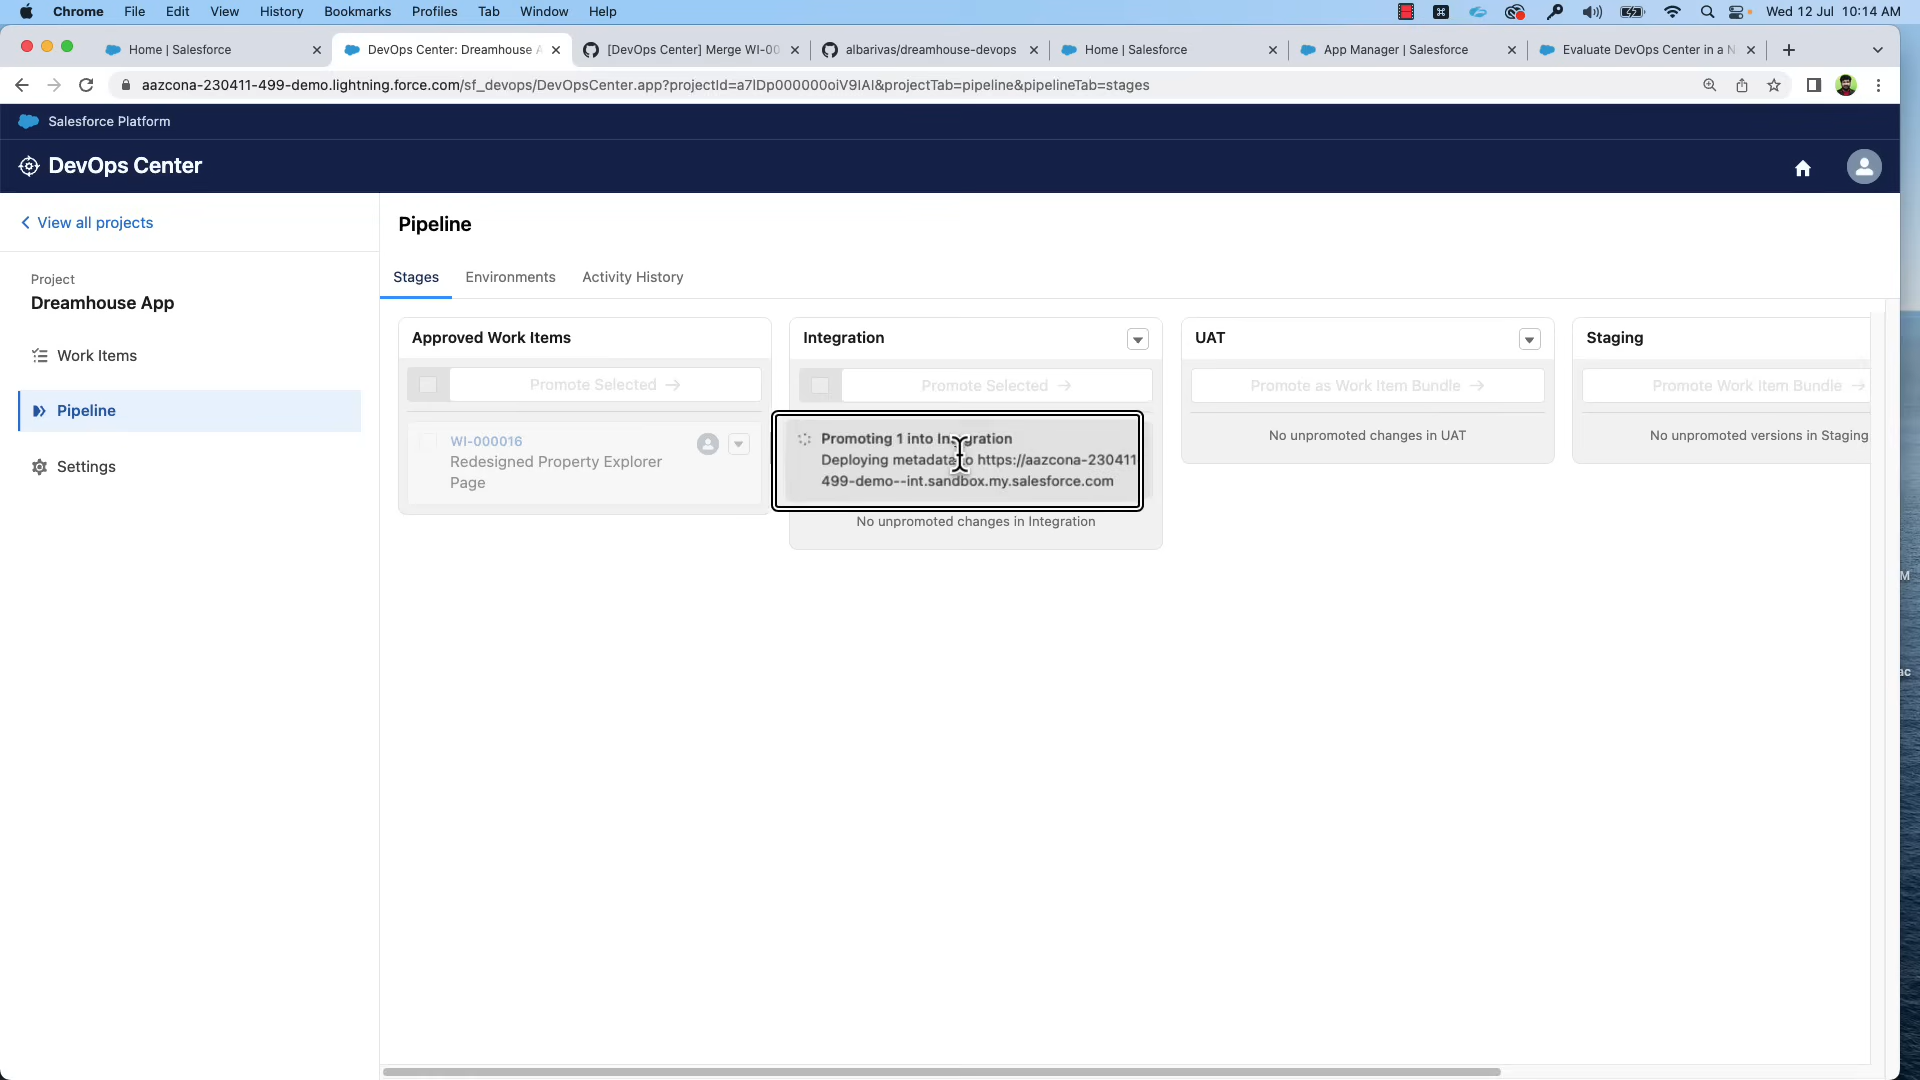 Chrome File Edit View History Bookmarks Profiles Tab Window Help Wed 12 Jul 10:14 AM
Home | Salesforce
DevOps Center: Dreamhouse A
[DevOps Center] Merge WI-00
albarivas/dreamhouse-devops
Home | Salesforce
App Manager | Salesforce
Evaluate DevOps Center in a N
aazcona-230411-499-demo.lightning.force.com/sf_devops/DevOpsCenter.app?projectId=a7lDp000000oiV9IAI&projectTab=pipeline&pipelineTab=stages
Salesforce Platform
DevOps Center
View all projects
Project
Dreamhouse App
Work Items
Pipeline
Settings
Pipeline
Stages Environments Activity History
Approved Work Items
Promote Selected →
WI-000016
Redesigned Property Explorer
Page
Integration
Promote Selected →
Promoting 1 into Integration
Deploying metadata to https://aazcona-230411
499-demo--int.sandbox.my.salesforce.com
No unpromoted changes in Integration
UAT
Promote as Work Item Bundle →
No unpromoted changes in UAT
Staging
Promote Work Item Bundle →
No unpromoted versions in Staging
M
ac